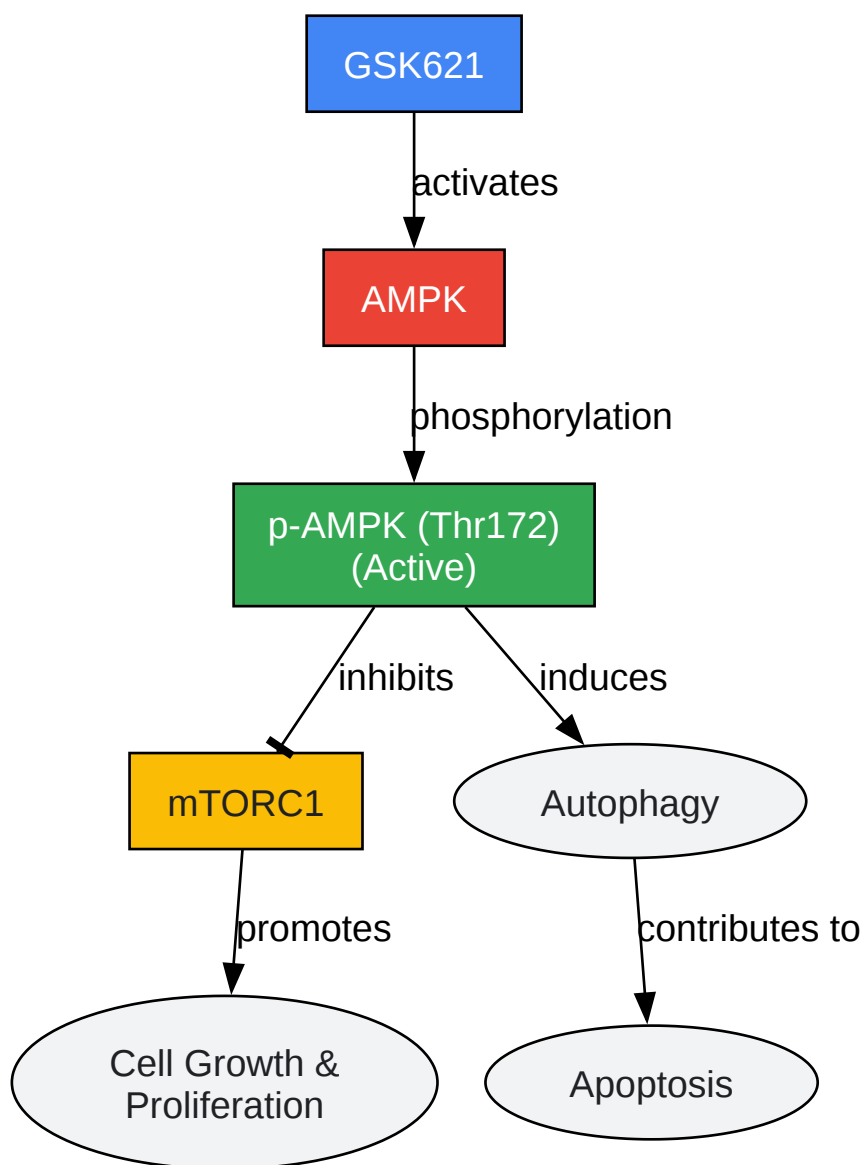 GSK621
activates
AMPK
phosphorylation
p-AMPK (Thr172)
(Active)
inhibits
induces
mTORC1
Autophagy
promotes
contributes to
Cell Growth &
Proliferation
Apoptosis